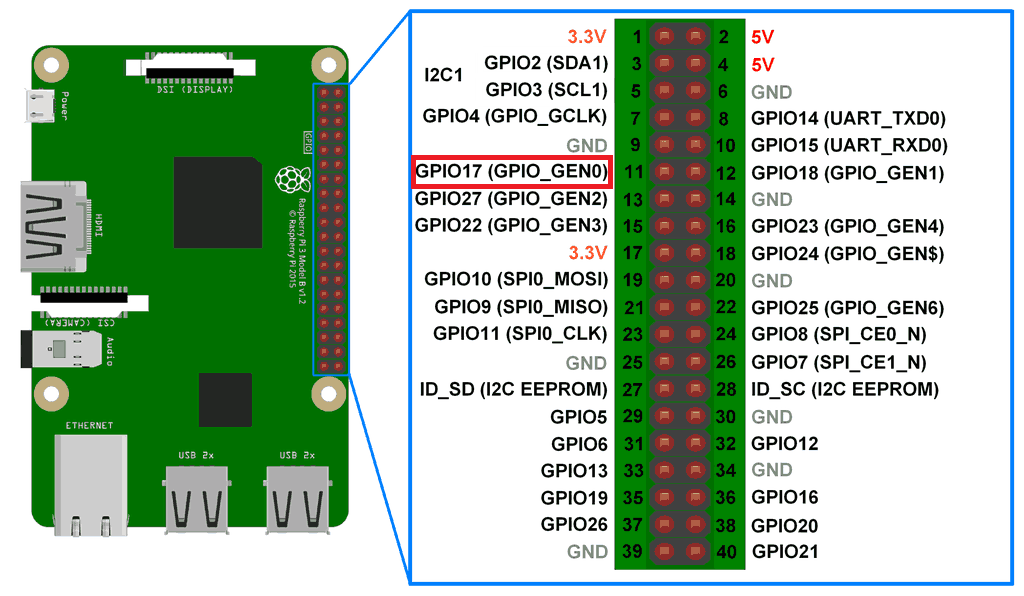 DSI (DISPLAY)
Power
GPIO
HDMI
Raspberry Pi 3 Model B v1.2
© Raspberry Pi 2015
CSI (CAMERA)
Audio
ETHERNET
USB 2x
USB 2x
3.3V 1 2 5V
I2C1
GPIO2 (SDA1) 3 4 5V
GPIO3 (SCL1) 5 6 GND
GPIO4 (GPIO_GCLK) 7 8 GPIO14 (UART_TXD0)
GND 9 10 GPIO15 (UART_RXD0)
GPIO17 (GPIO_GEN0) 11 12 GPIO18 (GPIO_GEN1)
GPIO27 (GPIO_GEN2) 13 14 GND
GPIO22 (GPIO_GEN3) 15 16 GPIO23 (GPIO_GEN4)
3.3V 17 18 GPIO24 (GPIO_GEN$)
GPIO10 (SPI0_MOSI) 19 20 GND
GPIO9 (SPI0_MISO) 21 22 GPIO25 (GPIO_GEN6)
GPIO11 (SPI0_CLK) 23 24 GPIO8 (SPI_CE0_N)
GND 25 26 GPIO7 (SPI_CE1_N)
ID_SD (I2C EEPROM) 27 28 ID_SC (I2C EEPROM)
GPIO5 29 30 GND
GPIO6 31 32 GPIO12
GPIO13 33 34 GND
GPIO19 35 36 GPIO16
GPIO26 37 38 GPIO20
GND 39 40 GPIO21